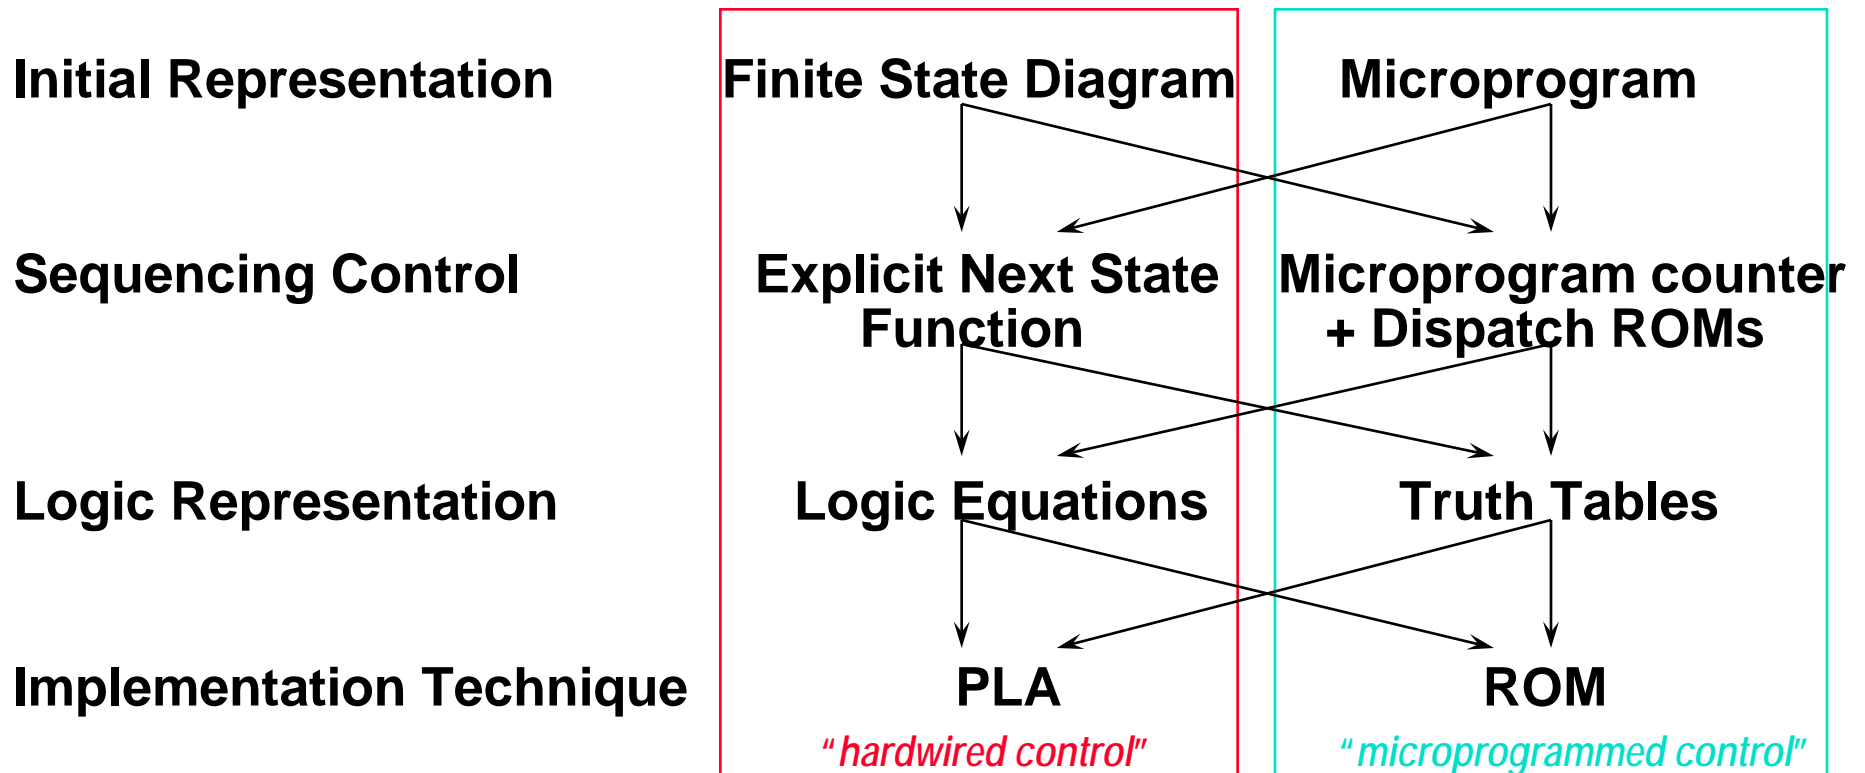 Initial Representation
Finite State Diagram
Microprogram
Sequencing Control
Explicit Next State
Function
Microprogram counter
+ Dispatch ROMs
Logic Representation
Logic Equations
Truth Tables
Implementation Technique
PLA
ROM
“hardwired control”
“microprogrammed control”